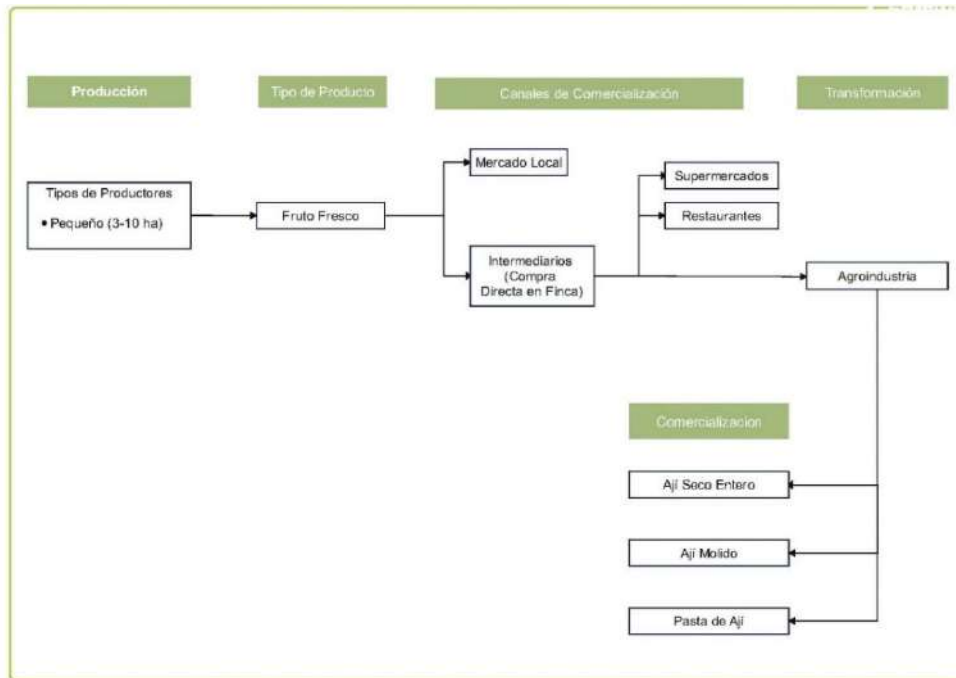 Producción
Tipo de Producto
Canales de Comercialización
Transformación
Tipos de Productores
• Pequeño (3-10 ha)
Fruto Fresco
Mercado Local
Intermediarios
(Compra
Directa en Finca)
Supermercados
Restaurantes
Agroindustria
Comercializacion
Ají Seco Entero
Ají Molido
Pasta de Ají